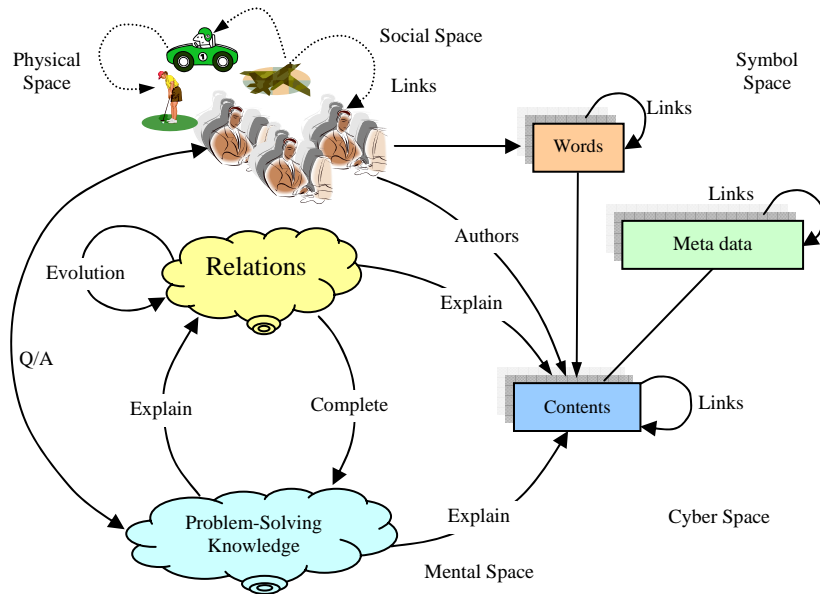 Social Space
Physical
Space
Symbol
Space
1
Links
Links
Words
Links
Authors
Meta data
Relations
Evolution
Explain
Q/A
Explain
Complete
Contents
Links
Problem-Solving
Knowledge
Explain
Cyber Space
Mental Space